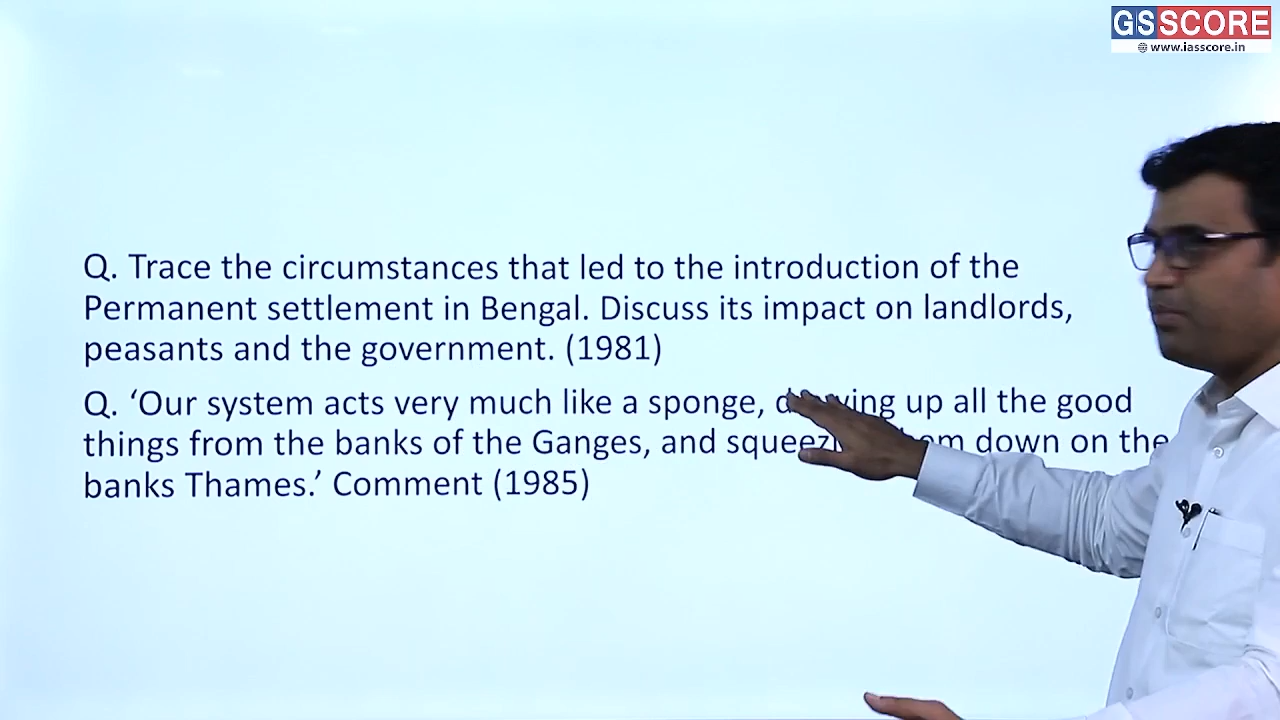 GSSCORE
www.iasscore.in
Q. Trace the circumstances that led to the introduction of the
Permanent settlement in Bengal. Discuss its impact on landlords,
peasants and the government. (1981)
Q. ‘Our system acts very much like a sponge, up all the good
things from the banks of the Ganges, and down on the
banks Thames.’ Comment (1985)